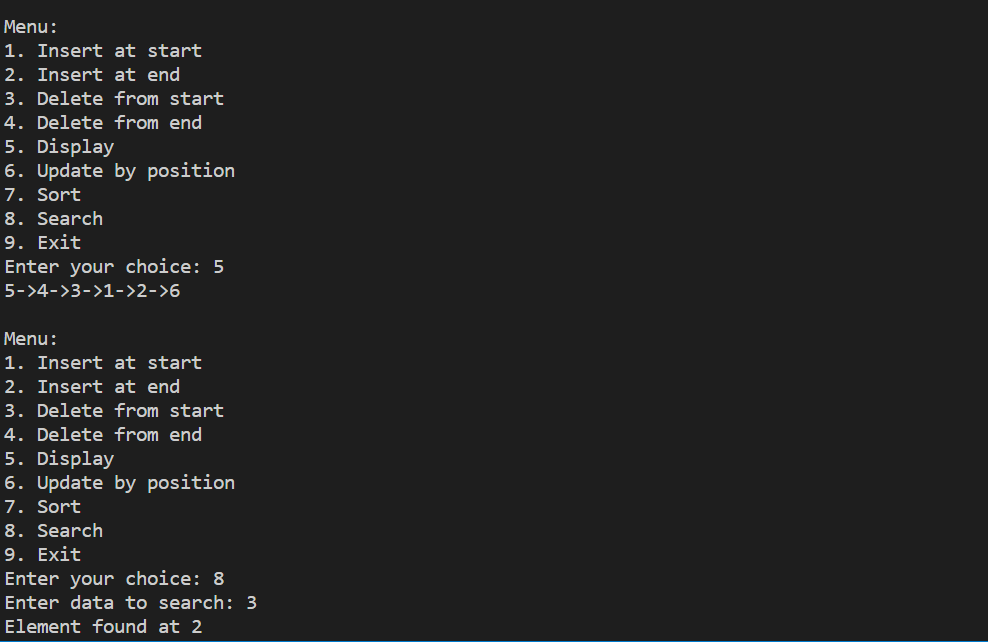 Menu:
1. Insert at start
2. Insert at end
3. Delete from start
4. Delete from end
5. Display
6. Update by position
7. Sort
8. Search
9. Exit
Enter your choice: 5
5->4->3->1->2->6
Menu:
1. Insert at start
2. Insert at end
3. Delete from start
4. Delete from end
5. Display
6. Update by position
7. Sort
8. Search
9. Exit
Enter your choice: 8
Enter data to search: 3
Element found at 2